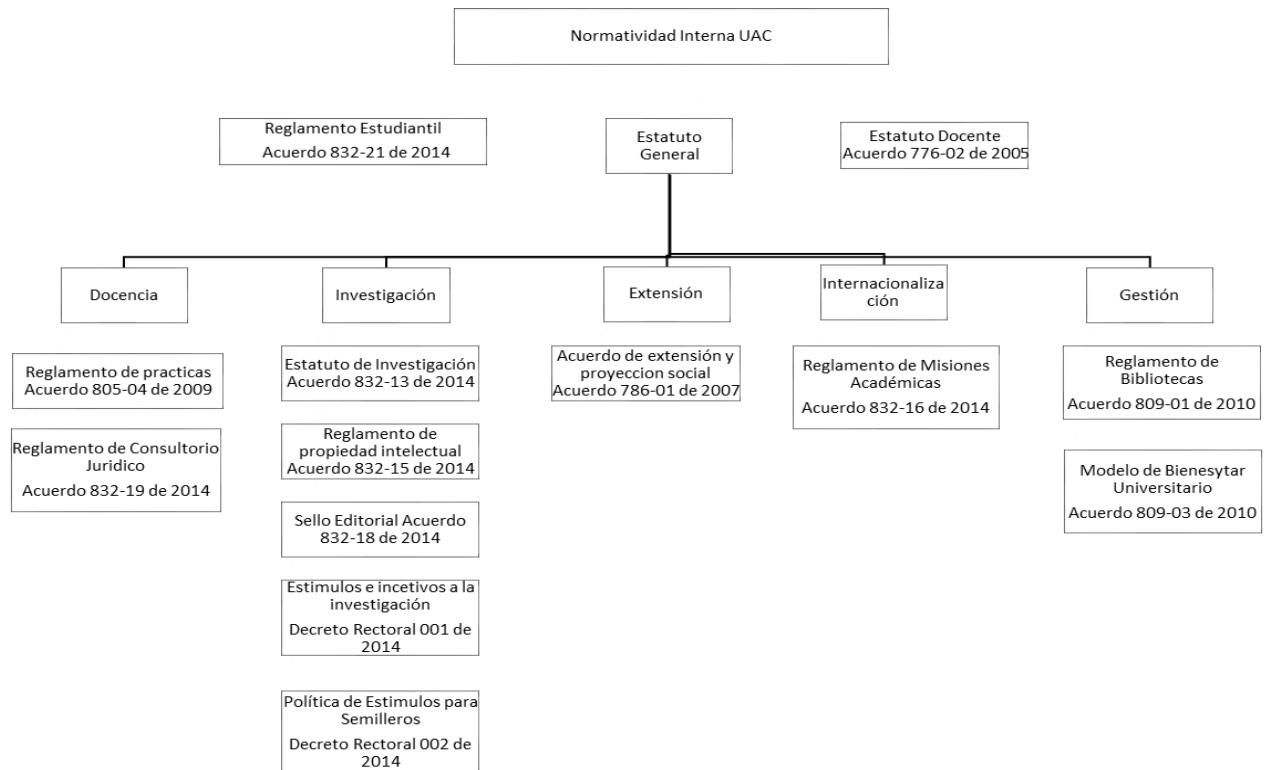 Normatividad Interna UAC
Reglamento Estudiantil
Acuerdo 832-21 de 2014
Estatuto
General
Estatuto Docente
Acuerdo 776-02 de 2005
Docencia
Investigación
Extensión
Internacionaliza
ción
Gestión
Reglamento de practicas
Acuerdo 805-04 de 2009
Reglamento de Consultorio
Juridico
Acuerdo 832-19 de 2014
Estatuto de Investigación
Acuerdo 832-13 de 2014
Reglamento de
propiedad intelectual
Acuerdo 832-15 de 2014
Sello Editorial Acuerdo
832-18 de 2014
Estimulos e incetivos a la
investigación
Decreto Rectoral 001 de
2014
Política de Estimulos para
Semilleros
Decreto Rectoral 002 de
2014
Acuerdo de extensión y
proyeccion social
Acuerdo 786-01 de 2007
Reglamento de Misiones
Académicas
Acuerdo 832-16 de 2014
Reglamento de
Bibliotecas
Acuerdo 809-01 de 2010
Modelo de Bienesytar
Universitario
Acuerdo 809-03 de 2010